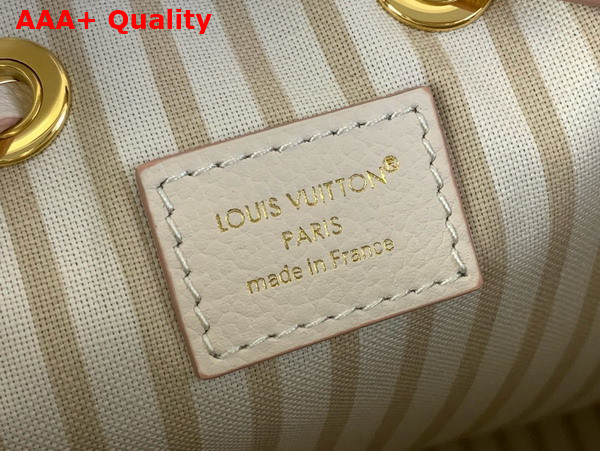 AAA+ Quality
LOUIS VUITTON®
PARIS
made in France